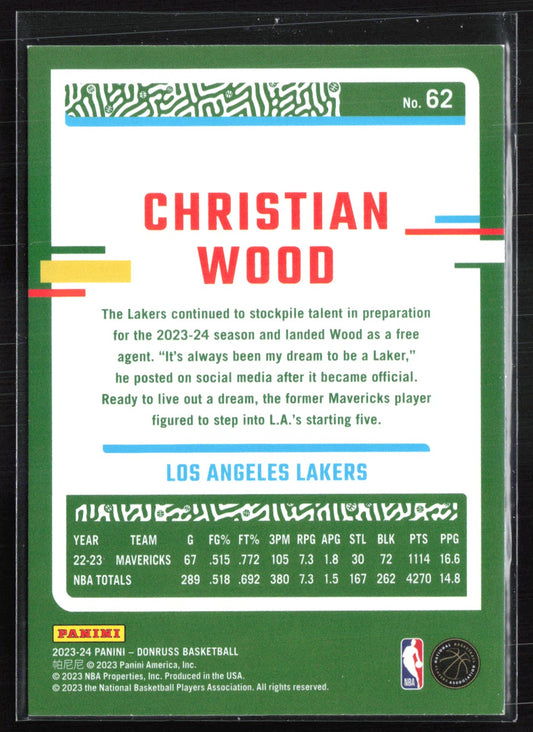 No. 62
CHRISTIAN
WOOD
The Lakers continued to stockpile talent in preparation
for the 2023-24 season and landed Wood as a free
agent. “It’s always been my dream to be a Laker,”
he posted on social media after it became official.
Ready to live out a dream, the former Mavericks player
figured to step into L.A.’s starting five.
LOS ANGELES LAKERS
YEAR TEAM G FG% FT% 3PM RPG APG STL BLK PTS PPG
22-23 MAVERICKS 67 .515 .772 105 7.3 1.8 30 72 1114 16.6
NBA TOTALS 289 .518 .692 380 7.3 1.5 167 262 4270 14.8
PANINI
2023-24 PANINI – DONRUSS BASKETBALL
帕尼尼 © 2023 Panini America, Inc.
© 2023 NBA Properties, Inc. Produced in the USA.
© 2023 the National Basketball Players Association. All rights reserved.
NBA